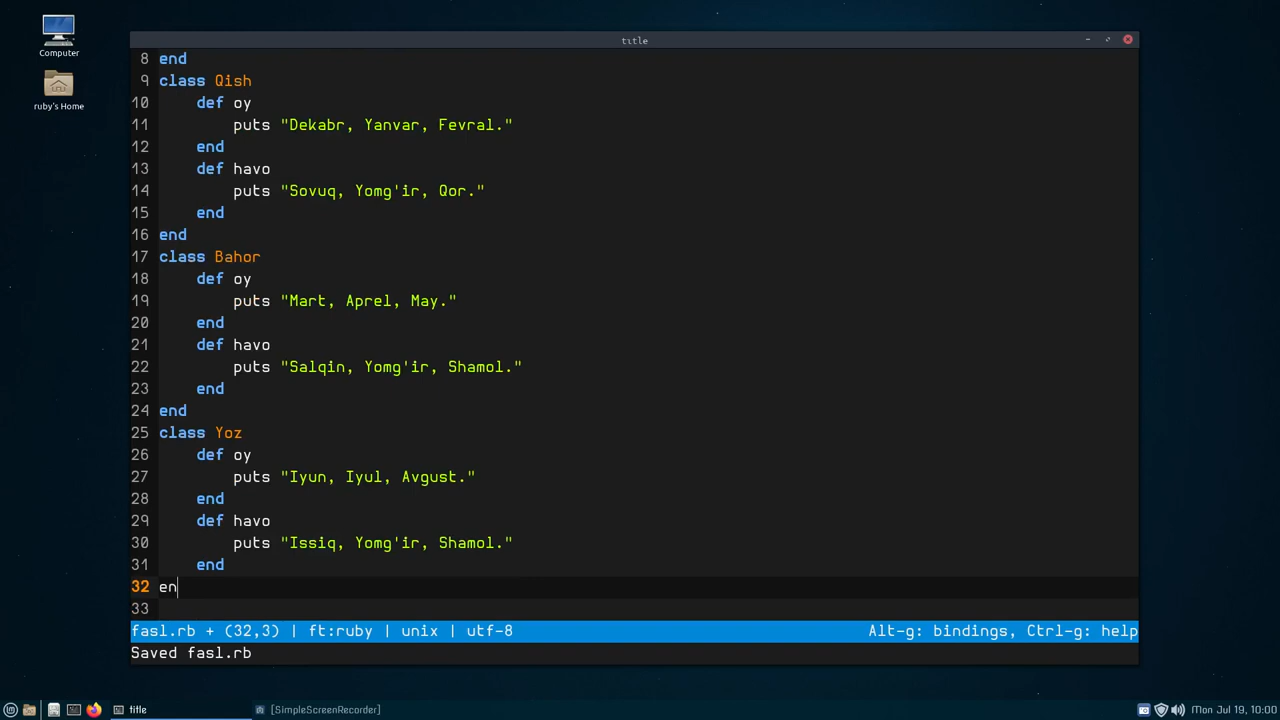 Computer
ruby's Home
title
8 end
9 class Qish
10 def oy
11 puts "Dekabr, Yanvar, Fevral."
12 end
13 def havo
14 puts "Sovuq, Yomg'ir, Qor."
15 end
16 end
17 class Bahor
18 def oy
19 puts "Mart, Aprel, May."
20 end
21 def havo
22 puts "Salqin, Yomg'ir, Shamol."
23 end
24 end
25 class Yoz
26 def oy
27 puts "Iyun, Iyul, Avgust."
28 end
29 def havo
30 puts "Issiq, Yomg'ir, Shamol."
31 end
32 en
33
fasl.rb + (32,3) | ft:ruby | unix | utf-8 Alt-g: bindings, Ctrl-g: help
Saved fasl.rb
title [SimpleScreenRecorder] Mon Jul 19, 10:00